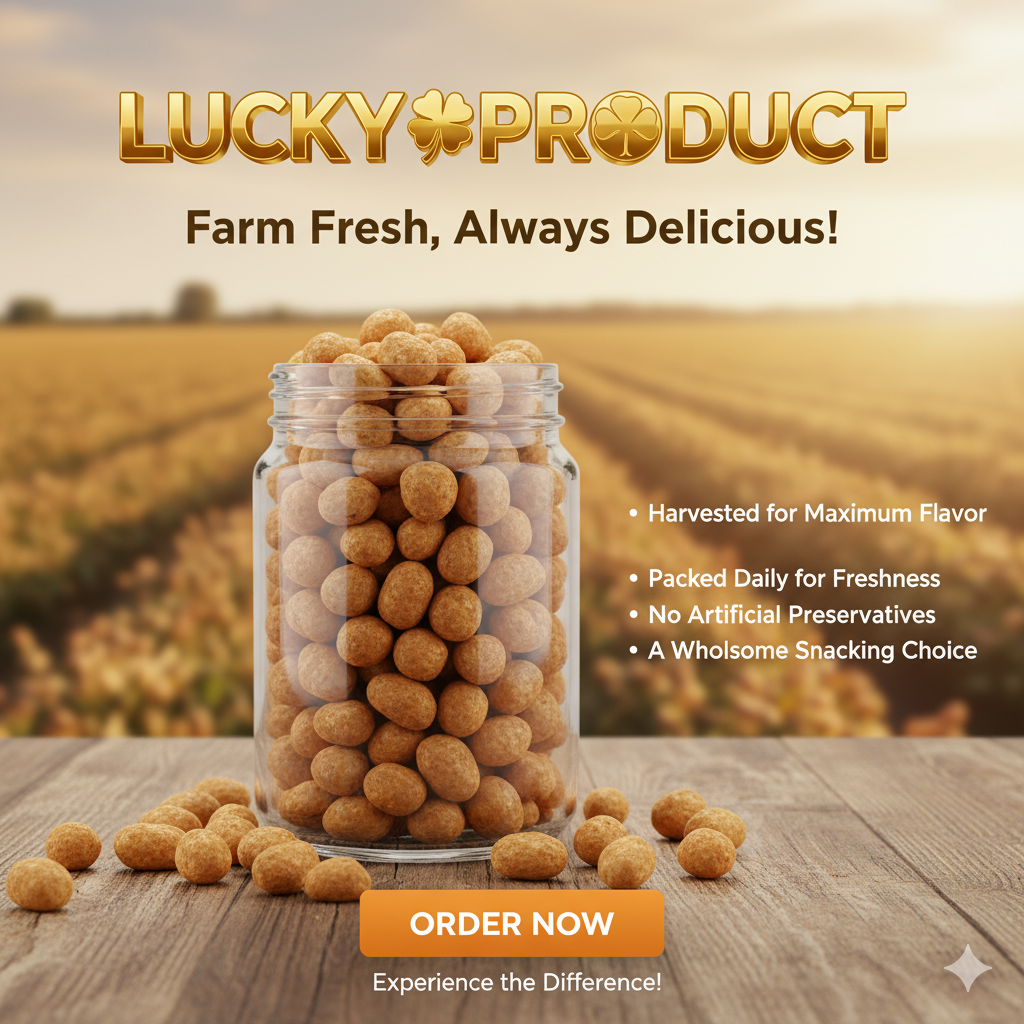 LUCKY PRODUCT
Farm Fresh, Always Delicious!
• Harvested for Maximum Flavor
• Packed Daily for Freshness
• No Artificial Preservatives
• A Wholsome Snacking Choice
ORDER NOW
Experience the Difference!